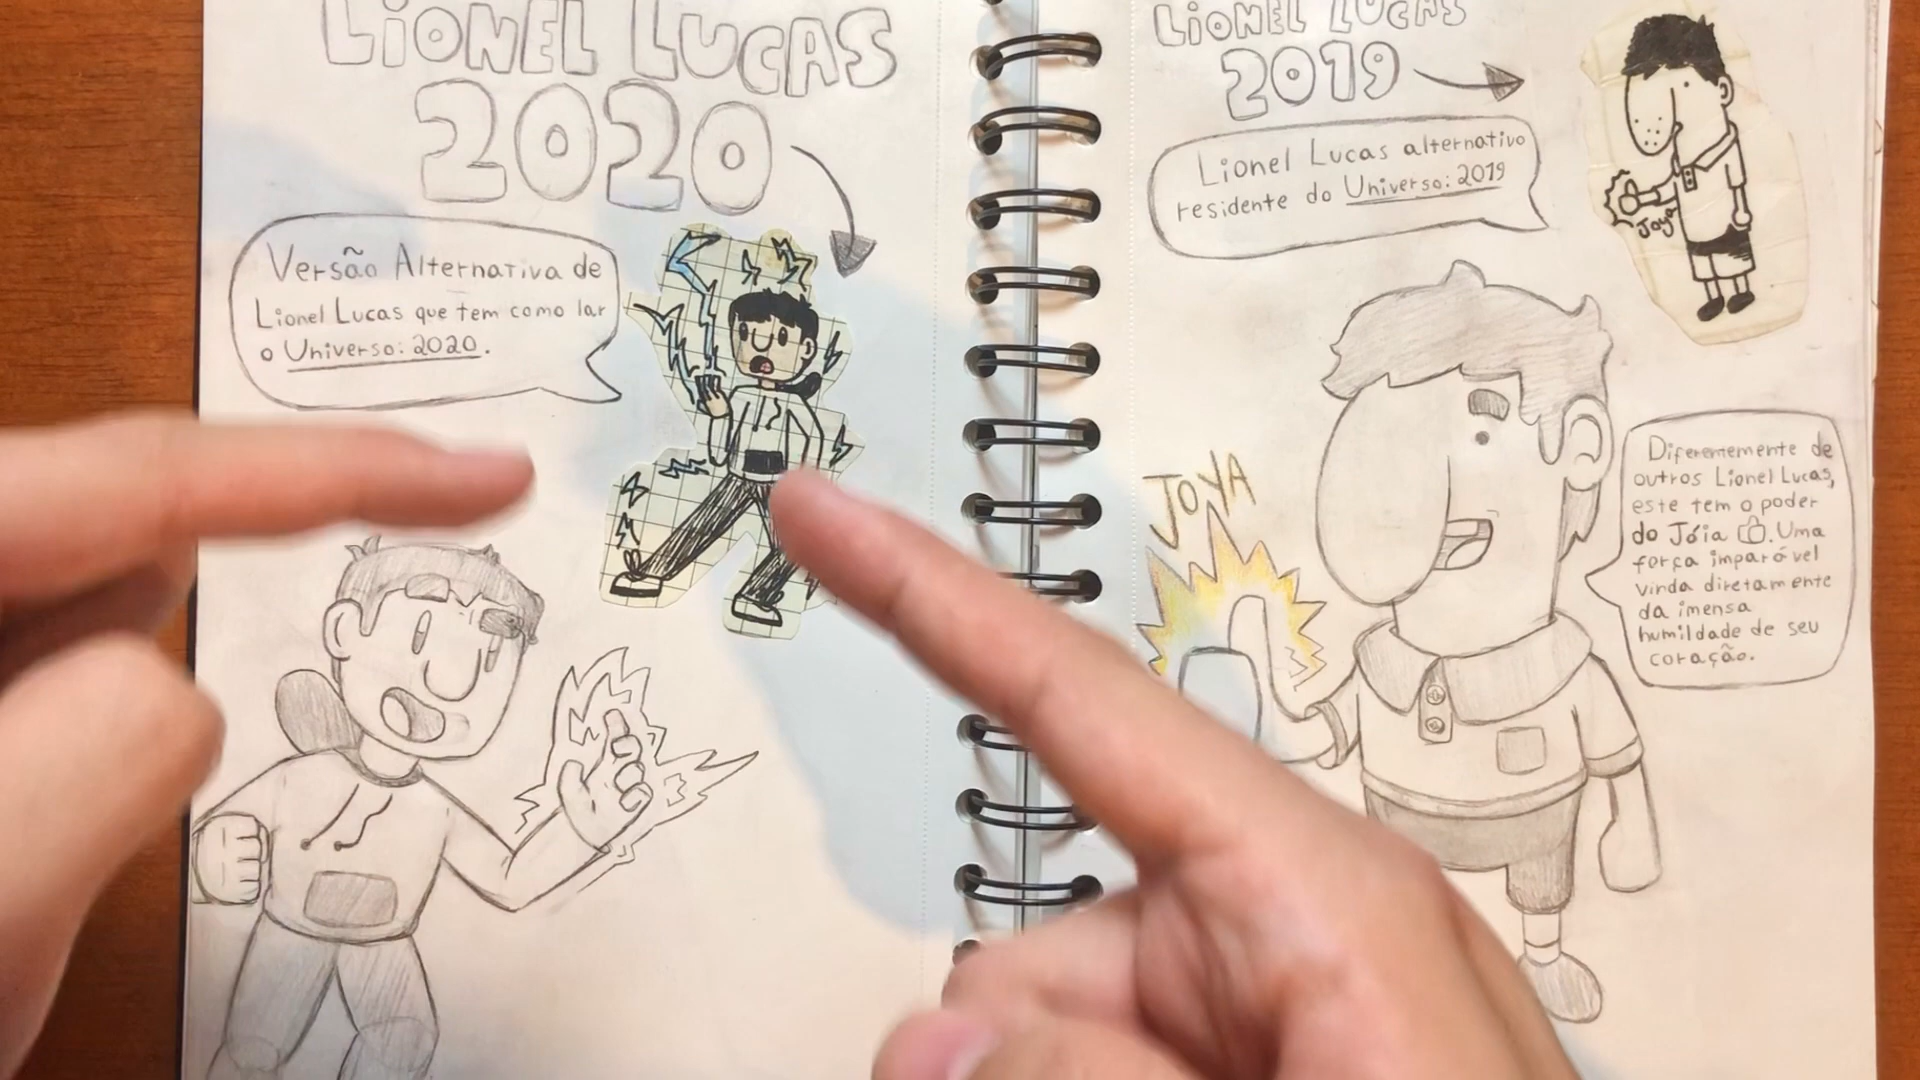 LIONEL LUCAS
2020
Versão Alternativa de
Lionel Lucas que tem como lar
o Universo: 2020.
LIONEL LUCAS
2019
Lionel Lucas alternativo
residente do Universo: 2019
Joya
JOYA
Diferentemente de
outros Lionel Lucas,
este tem o poder
do Jóia 👍. Uma
força imparável
vinda diretamente
da imensa
humildade de seu
coração.